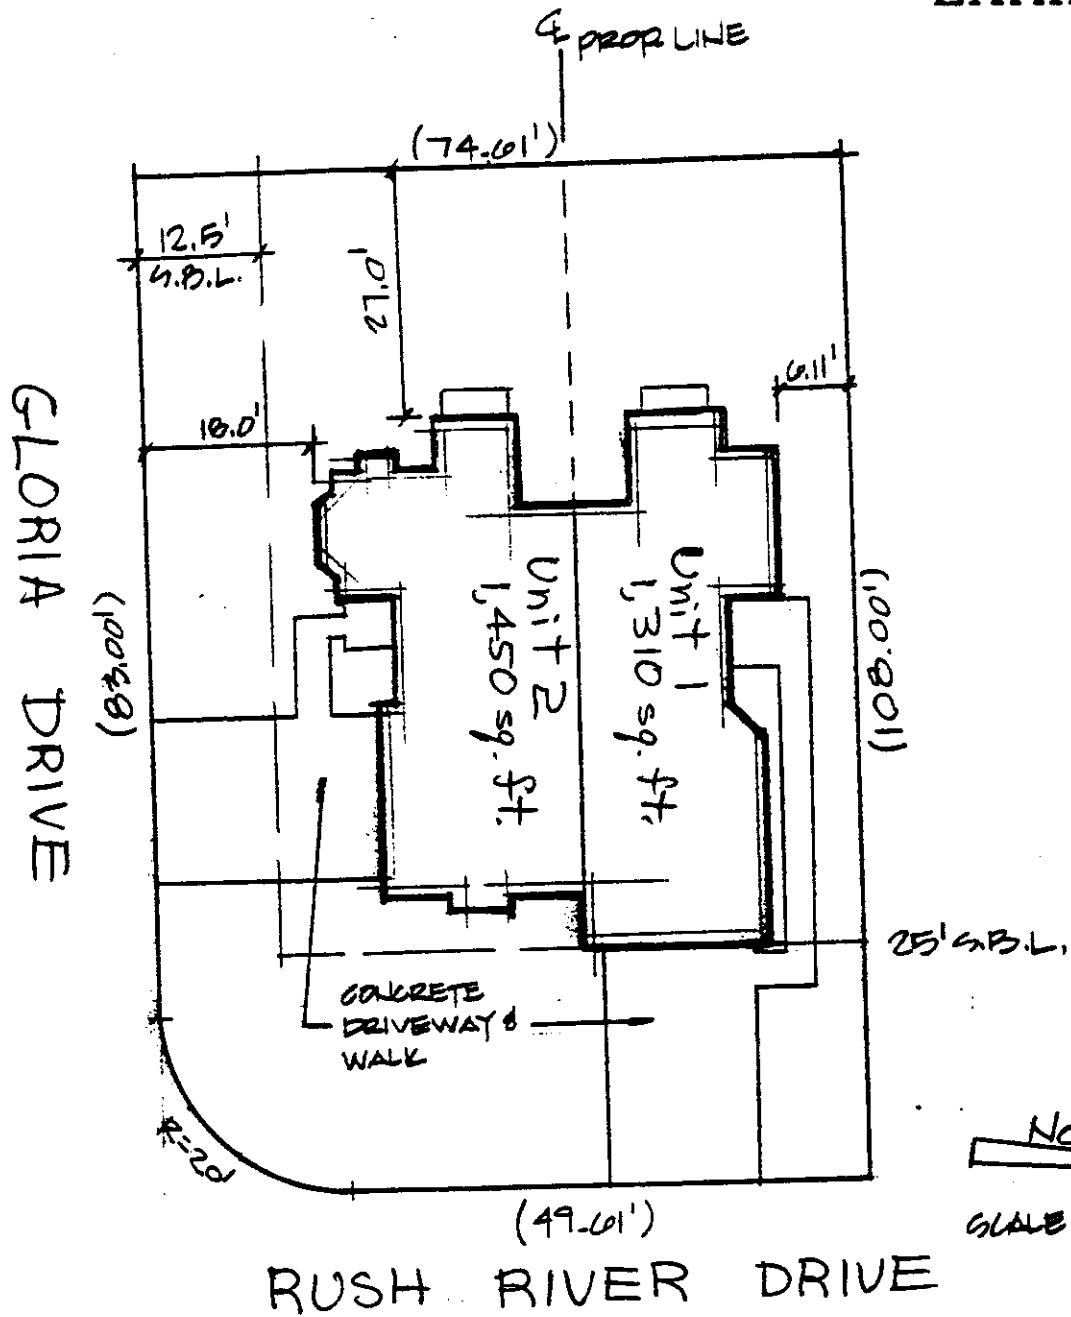 ℄ PROP LINE
(74.61')
12.5'
S.B.L.
27.0'
6.11'
18.0'
GLORIA DRIVE
(83.00')
Unit 2
1,450 sq. ft.
Unit 1
1,310 sq. ft.
(108.00')
25' S.B.L.
CONCRETE
DRIVEWAY &
WALK
(49.61')
SCALE
RUSH RIVER DRIVE